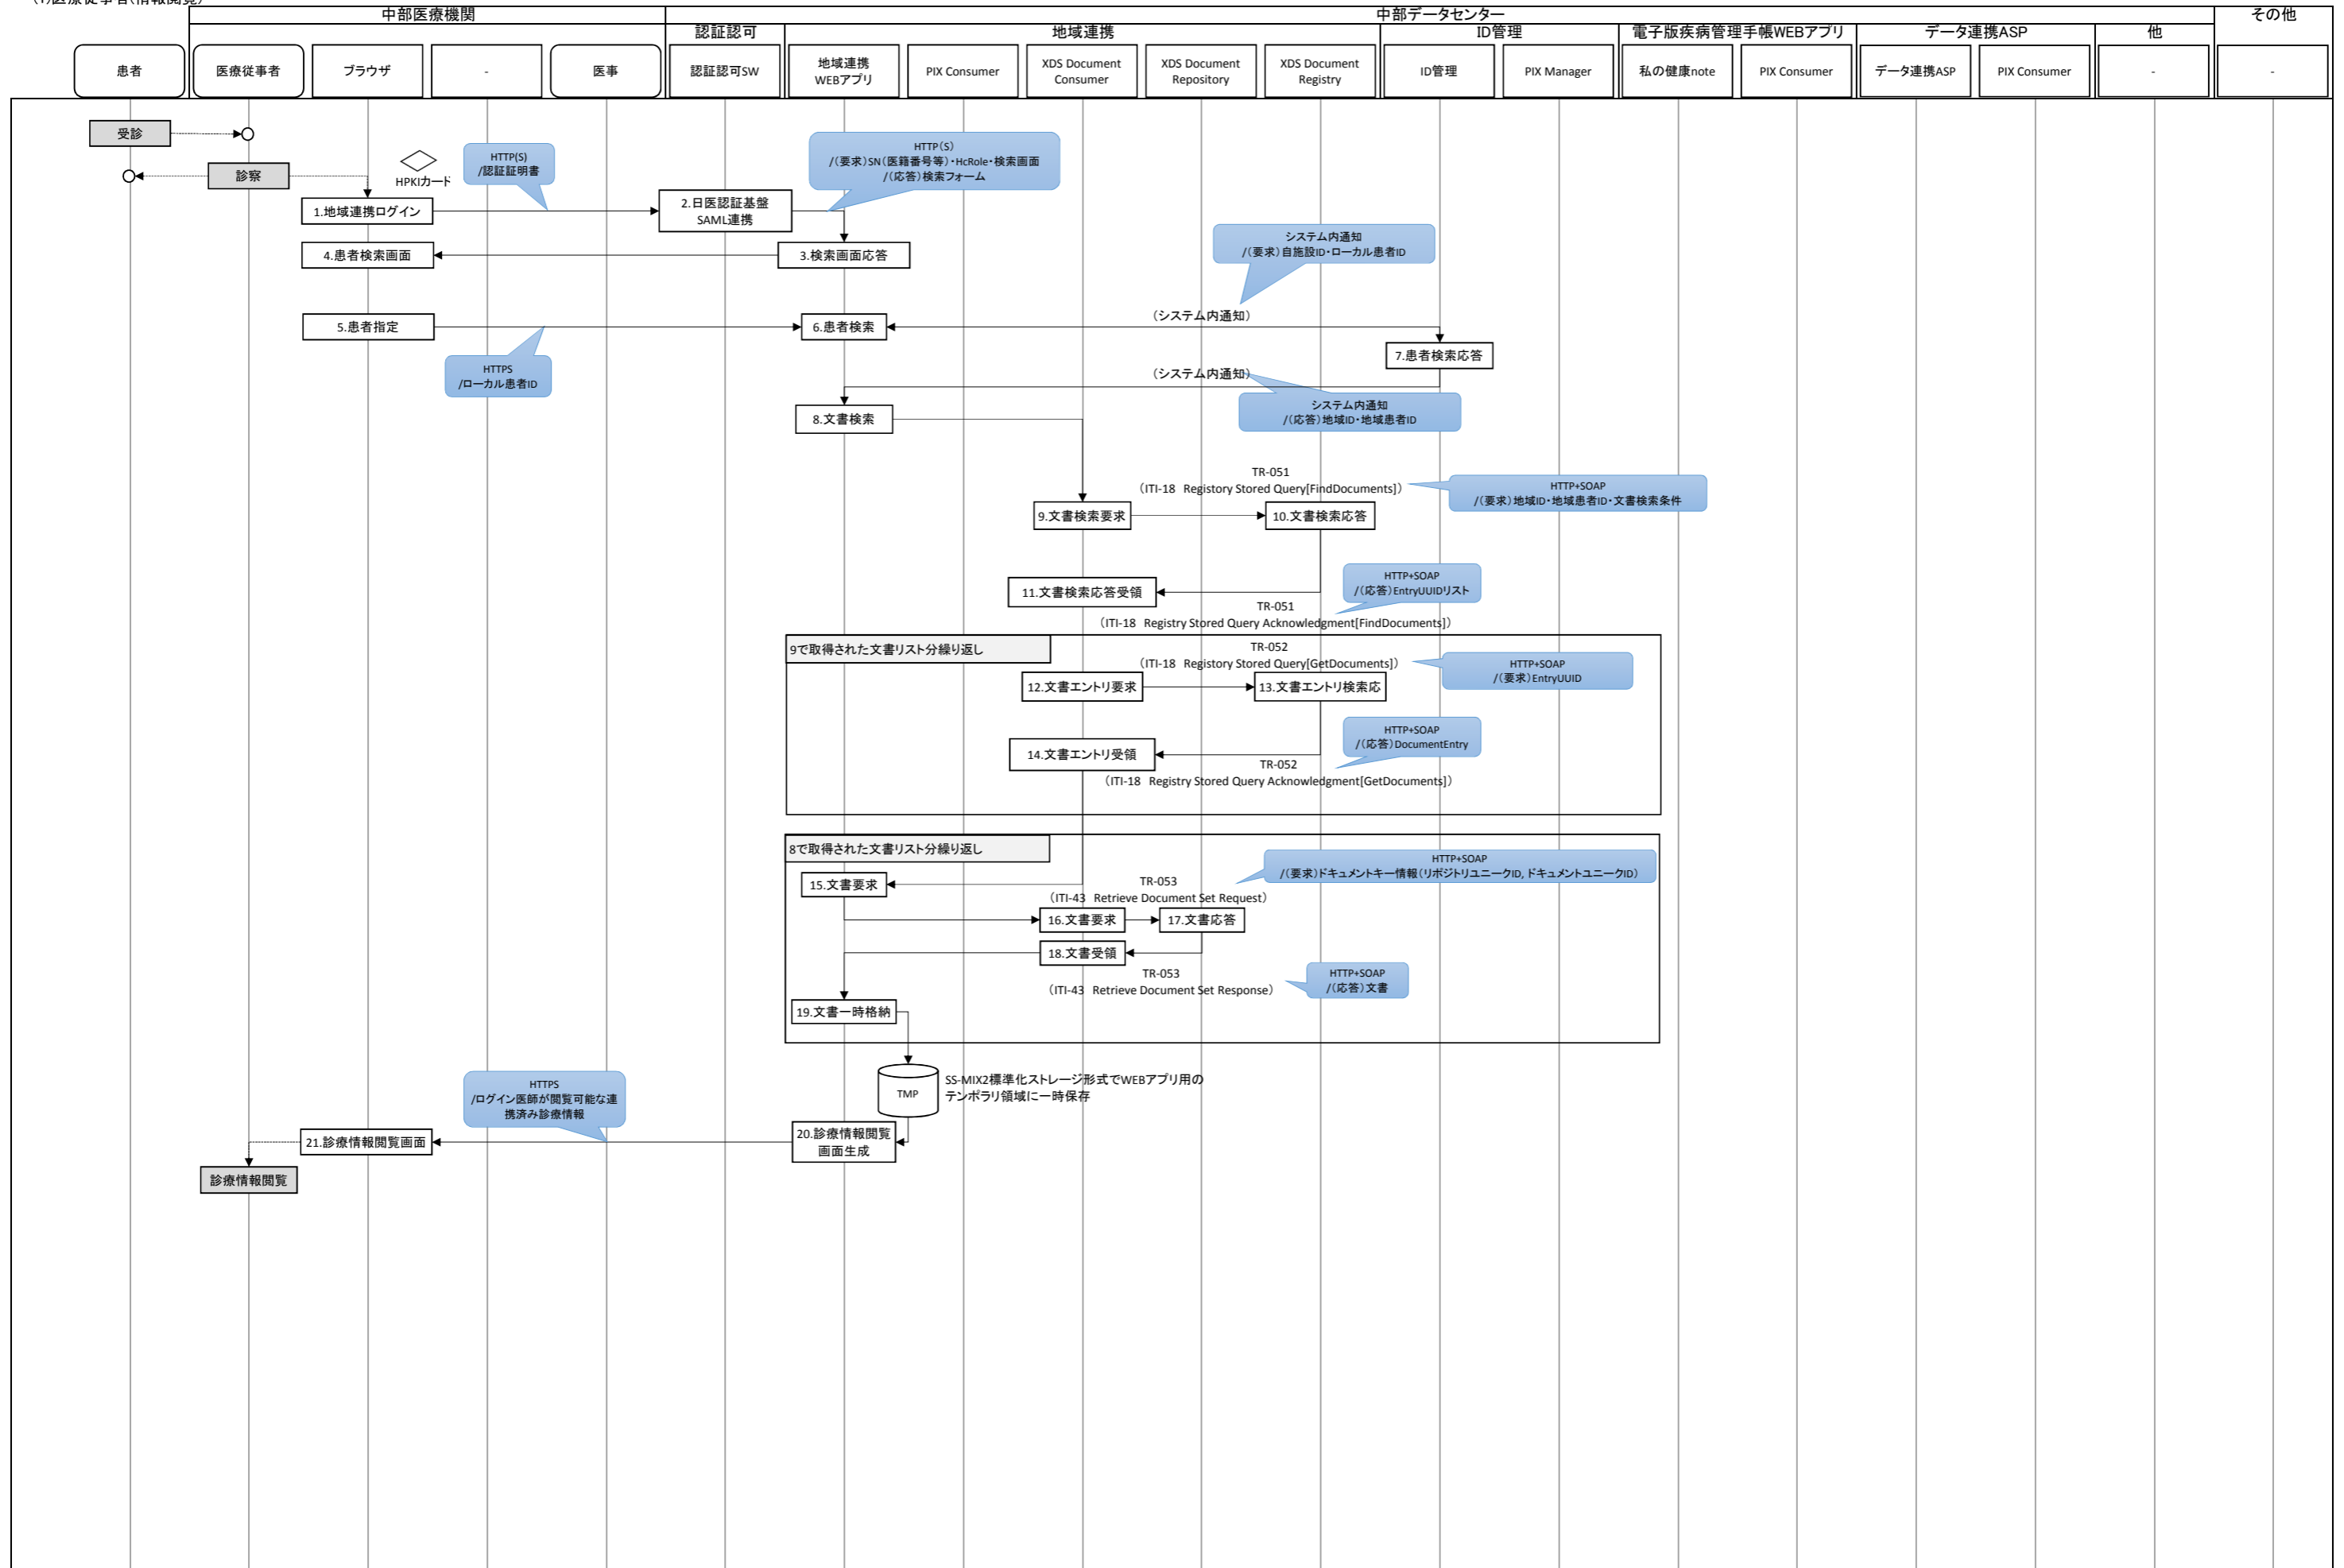 (1)医療従事者(情報閲覧)
中部医療機関
中部データセンター
その他
認証認可
地域連携
ID管理
電子版疾病管理手帳WEBアプリ
データ連携ASP
他
患者
医療従事者
ブラウザ
-
医事
認証認可SW
地域連携
WEBアプリ
PIX Consumer
XDS Document
Consumer
XDS Document
Repository
XDS Document
Registry
ID管理
PIX Manager
私の健康note
PIX Consumer
データ連携ASP
PIX Consumer
-
-
受診
診察
HPKIカード
HTTP(S)
/認証証明書
HTTP(S)
/(要求)SN(医籍番号等)・HcRole・検索画面
/(応答)検索フォーム
1.地域連携ログイン
2.日医認証基盤
SAML連携
4.患者検索画面
3.検索画面応答
システム内通知
/(要求)自施設ID・ローカル患者ID
5.患者指定
6.患者検索
(システム内通知)
7.患者検索応答
HTTPS
/ローカル患者ID
(システム内通知)
8.文書検索
システム内通知
/(応答)地域ID・地域患者ID
TR-051
(ITI-18 Registory Stored Query[FindDocuments])
HTTP+SOAP
/(要求)地域ID・地域患者ID・文書検索条件
9.文書検索要求
10.文書検索応答
11.文書検索応答受領
HTTP+SOAP
/(応答)EntryUUIDリスト
TR-051
(ITI-18 Registry Stored Query Acknowledgment[FindDocuments])
9で取得された文書リスト分繰り返し
TR-052
(ITI-18 Registory Stored Query[GetDocuments])
HTTP+SOAP
/(要求)EntryUUID
12.文書エントリ要求
13.文書エントリ検索応
14.文書エントリ受領
HTTP+SOAP
/(応答)DocumentEntry
TR-052
(ITI-18 Registry Stored Query Acknowledgment[GetDocuments])
8で取得された文書リスト分繰り返し
HTTP+SOAP
/(要求)ドキュメントキー情報(リポジトリユニークID, ドキュメントユニークID)
15.文書要求
TR-053
(ITI-43 Retrieve Document Set Request)
16.文書要求
17.文書応答
18.文書受領
TR-053
(ITI-43 Retrieve Document Set Response)
HTTP+SOAP
/(応答)文書
19.文書一時格納
TMP
SS-MIX2標準化ストレージ形式でWEBアプリ用の
テンポラリ領域に一時保存
HTTPS
/ログイン医師が閲覧可能な連
携済み診療情報
20.診療情報閲覧
画面生成
21.診療情報閲覧画面
診療情報閲覧